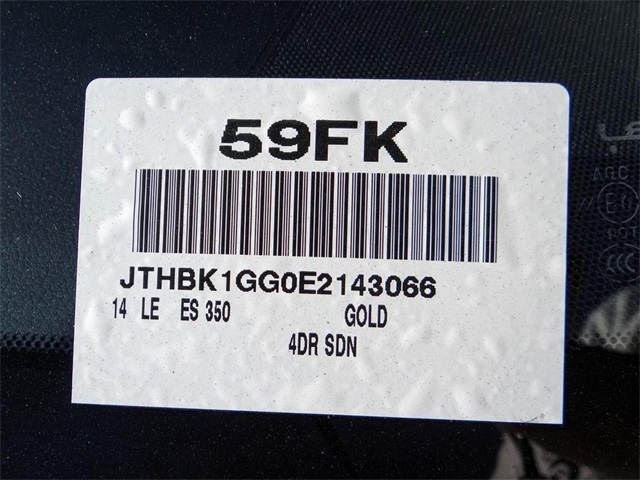 59FK
JTHBK1GG0E2143066
14 LE ES 350 GOLD
4DR SDN